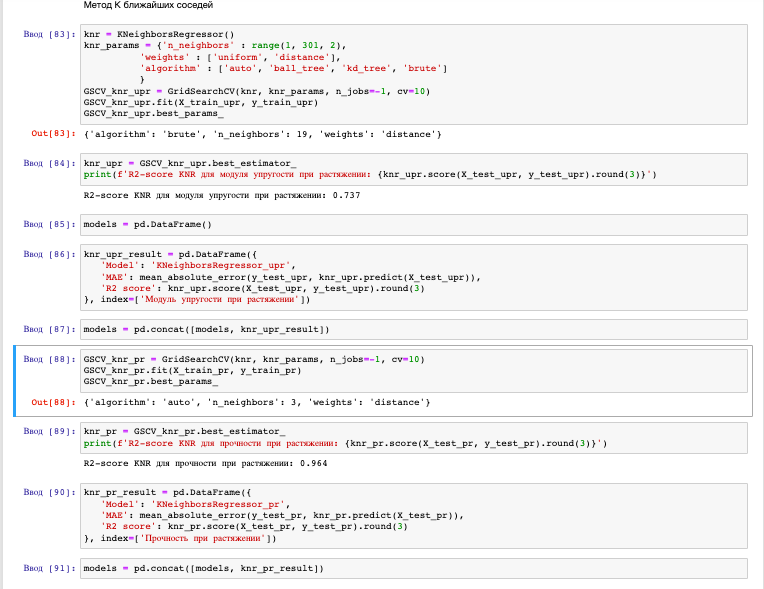 Метод К ближайших соседей
Ввод [83]: knr = KNeighborsRegressor()
knr_params = {'n_neighbors' : range(1, 301, 2),
'weights' : ['uniform', 'distance'],
'algorithm' : ['auto', 'ball_tree', 'kd_tree', 'brute']
}
GSCV_knr_upr = GridSearchCV(knr, knr_params, n_jobs=-1, cv=10)
GSCV_knr_upr.fit(X_train_upr, y_train_upr)
GSCV_knr_upr.best_params_
Out[83]: {'algorithm': 'brute', 'n_neighbors': 19, 'weights': 'distance'}
Ввод [84]: knr_upr = GSCV_knr_upr.best_estimator_
print(f'R2-score KNR для модуля упругости при растяжении: {knr_upr.score(X_test_upr, y_test_upr).round(3)}')
R2-score KNR для модуля упругости при растяжении: 0.737
Ввод [85]: models = pd.DataFrame()
Ввод [86]: knr_upr_result = pd.DataFrame({
'Model': 'KNeighborsRegressor_upr',
'MAE': mean_absolute_error(y_test_upr, knr_upr.predict(X_test_upr)),
'R2 score': knr_upr.score(X_test_upr, y_test_upr).round(3)
}, index=['Модуль упругости при растяжении'])
Ввод [87]: models = pd.concat([models, knr_upr_result])
Ввод [88]: GSCV_knr_pr = GridSearchCV(knr, knr_params, n_jobs=-1, cv=10)
GSCV_knr_pr.fit(X_train_pr, y_train_pr)
GSCV_knr_pr.best_params_
Out[88]: {'algorithm': 'auto', 'n_neighbors': 3, 'weights': 'distance'}
Ввод [89]: knr_pr = GSCV_knr_pr.best_estimator_
print(f'R2-score KNR для прочности при растяжении: {knr_pr.score(X_test_pr, y_test_pr).round(3)}')
R2-score KNR для прочности при растяжении: 0.964
Ввод [90]: knr_pr_result = pd.DataFrame({
'Model': 'KNeighborsRegressor_pr',
'MAE': mean_absolute_error(y_test_pr, knr_pr.predict(X_test_pr)),
'R2 score': knr_pr.score(X_test_pr, y_test_pr).round(3)
}, index=['Прочность при растяжении'])
Ввод [91]: models = pd.concat([models, knr_pr_result])